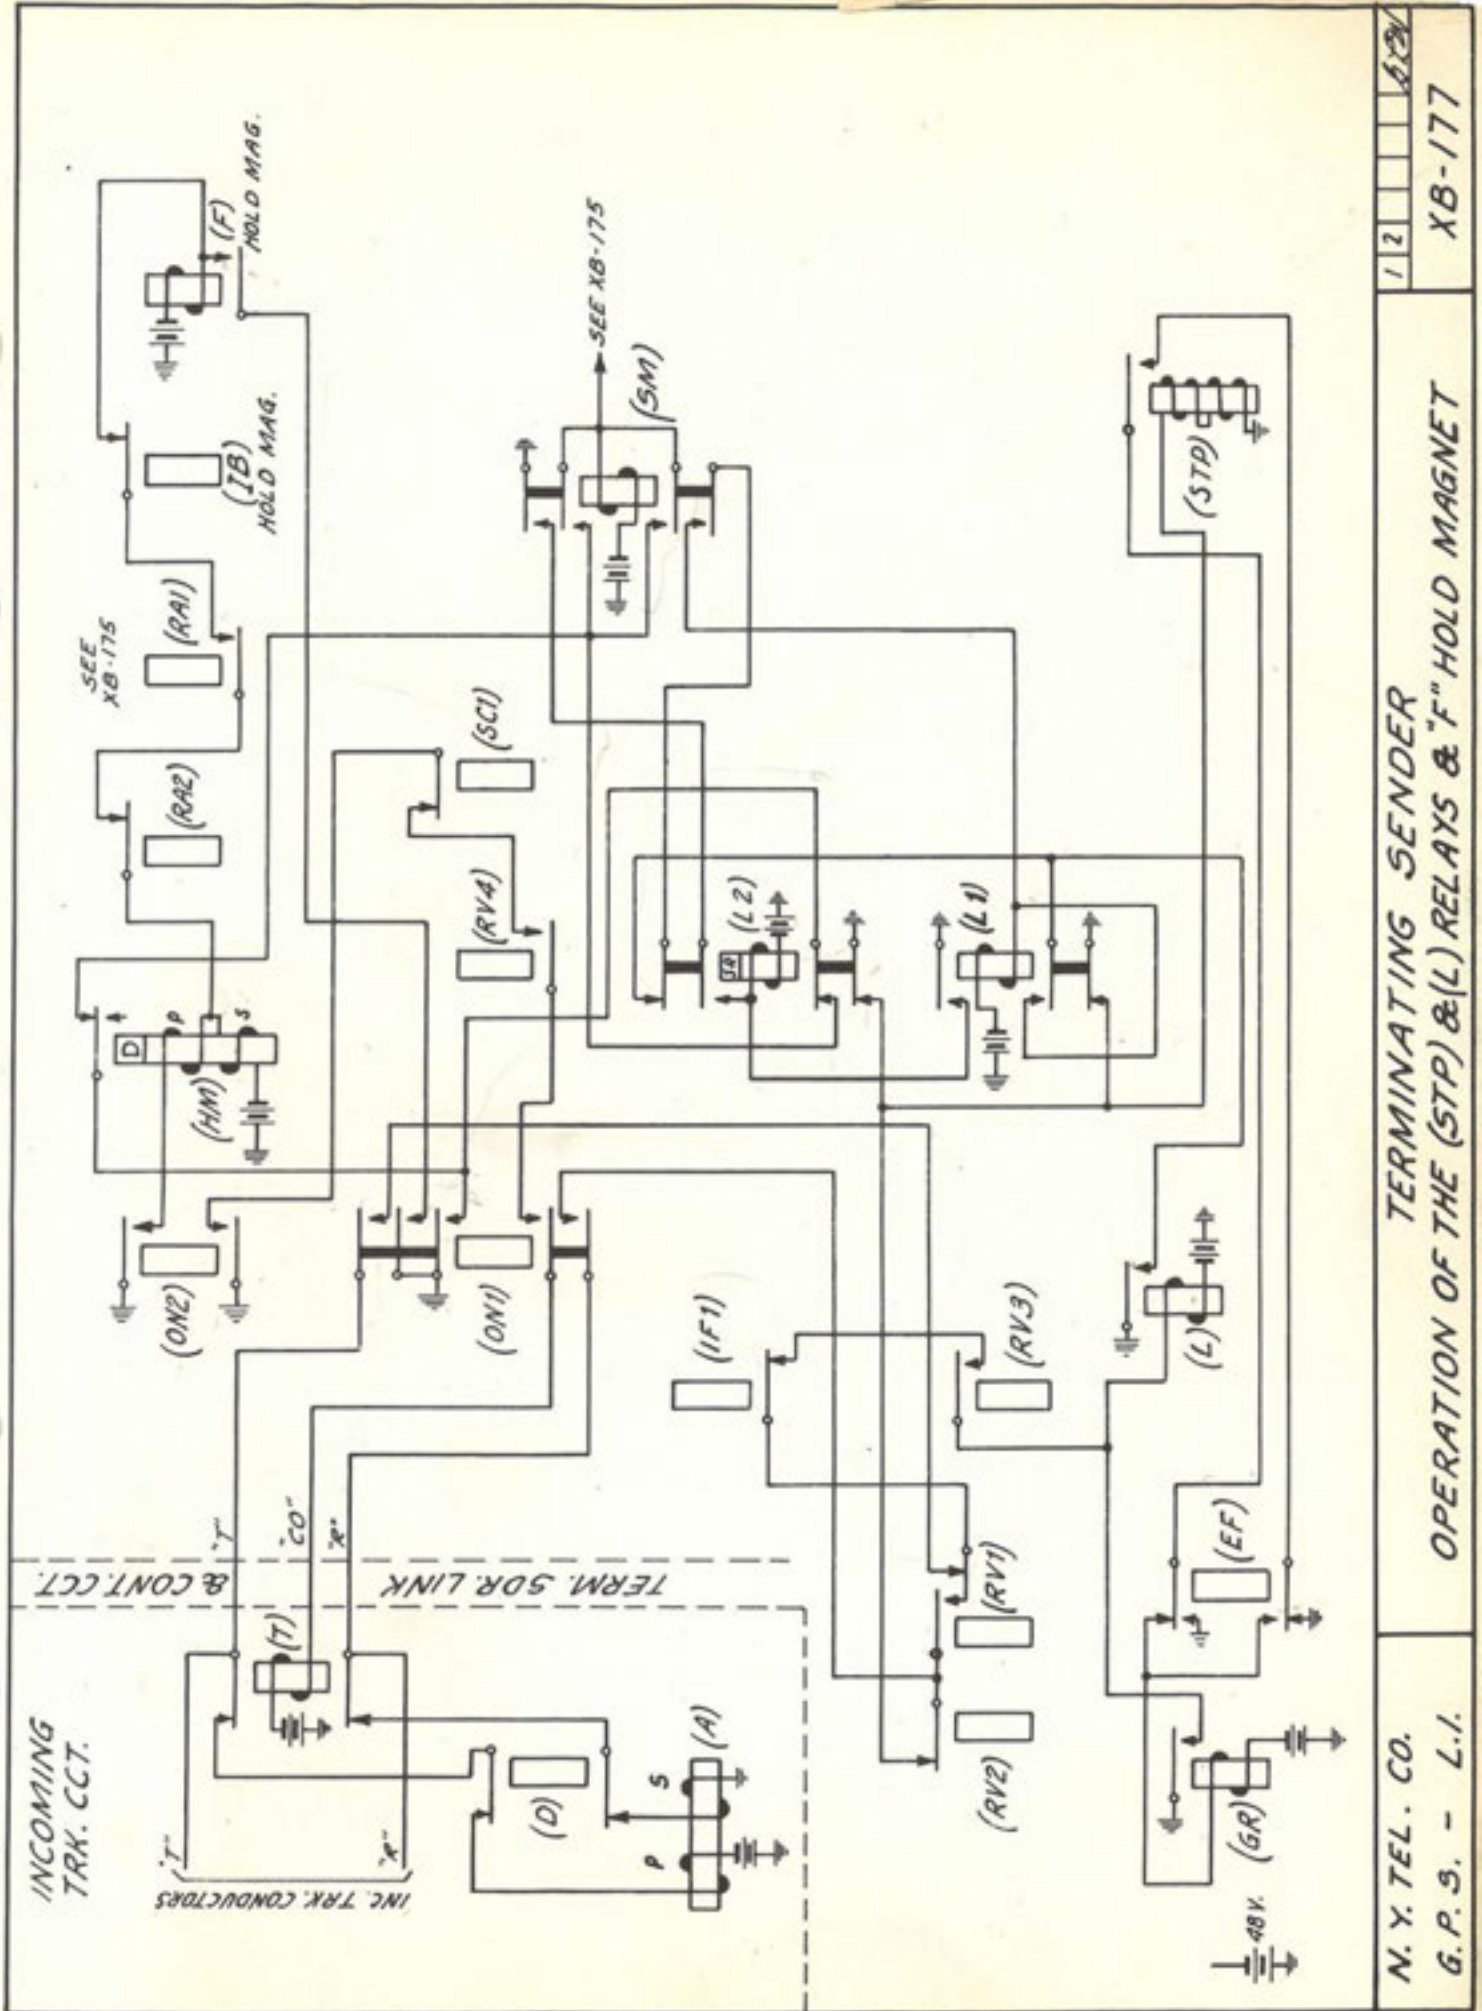 INCOMING
TRK. CCT.
"T"
"R"
INC. TRK. CONDUCTORS
(T)
(D)
P
S
(A)
& CONT. CCT.
TERM. SDR. LINK
"T"
"CO"
"R"
(ON2)
(ON1)
D
P
S
(HM)
(RA2)
SEE
XB-175
(RA1)
(IB)
HOLD MAG.
(F)
HOLD MAG.
(RV4)
(SC1)
SEE XB-175
(SM)
(IF1)
(RV3)
(RV1)
(RV2)
SR
(L2)
(L1)
(L)
(STP)
(EF)
(GR)
48V.
N. Y. TEL. CO.
G. P. S. - L.I.
TERMINATING SENDER
OPERATION OF THE (STP) & (L) RELAYS & "F" HOLD MAGNET
1 2
XB-177